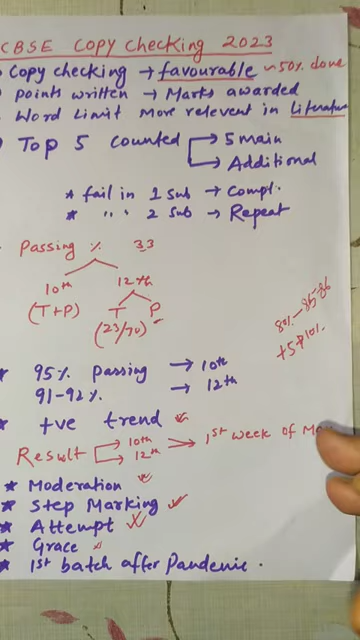 CBSE Copy Checking 2023
Copy checking → favourable ~50% done
points written → Marks awarded
Word Limit More relevent in Literature
Top 5 counted → 5 main
→ Additional
* fail in 1 sub → Compt.
* " " 2 sub → Repeat
Passing % 33
10th 12th
(T+P) T P
(23/70)
80%-85-86
+5%
* 95% passing → 10th
91-92% → 12th
* +ve trend
Result → 10th → 1st week of
→ 12th
* Moderation
* Step Marking
* Attempt
* Grace
* 1st batch after Pandemic.